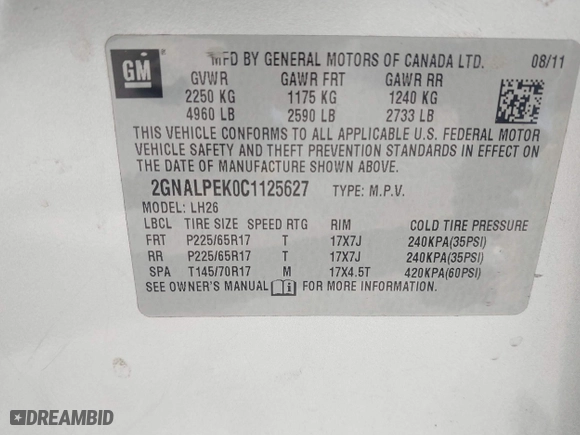 GM
MFD BY GENERAL MOTORS OF CANADA LTD. 08/11
GVWR GAWR FRT GAWR RR
2250 KG 1175 KG 1240 KG
4960 LB 2590 LB 2733 LB
THIS VEHICLE CONFORMS TO ALL APPLICABLE U.S. FEDERAL MOTOR
VEHICLE SAFETY AND THEFT PREVENTION STANDARDS IN EFFECT ON
THE DATE OF MANUFACTURE SHOWN ABOVE.
2GNALPEK0C1125627 TYPE: M.P.V.
MODEL: LH26
LBCL TIRE SIZE SPEED RTG RIM COLD TIRE PRESSURE
FRT P225/65R17 T 17X7J 240KPA(35PSI)
RR P225/65R17 T 17X7J 240KPA(35PSI)
SPA T145/70R17 M 17X4.5T 420KPA(60PSI)
SEE OWNER'S MANUAL FOR MORE INFORMATION.
DREAMBID